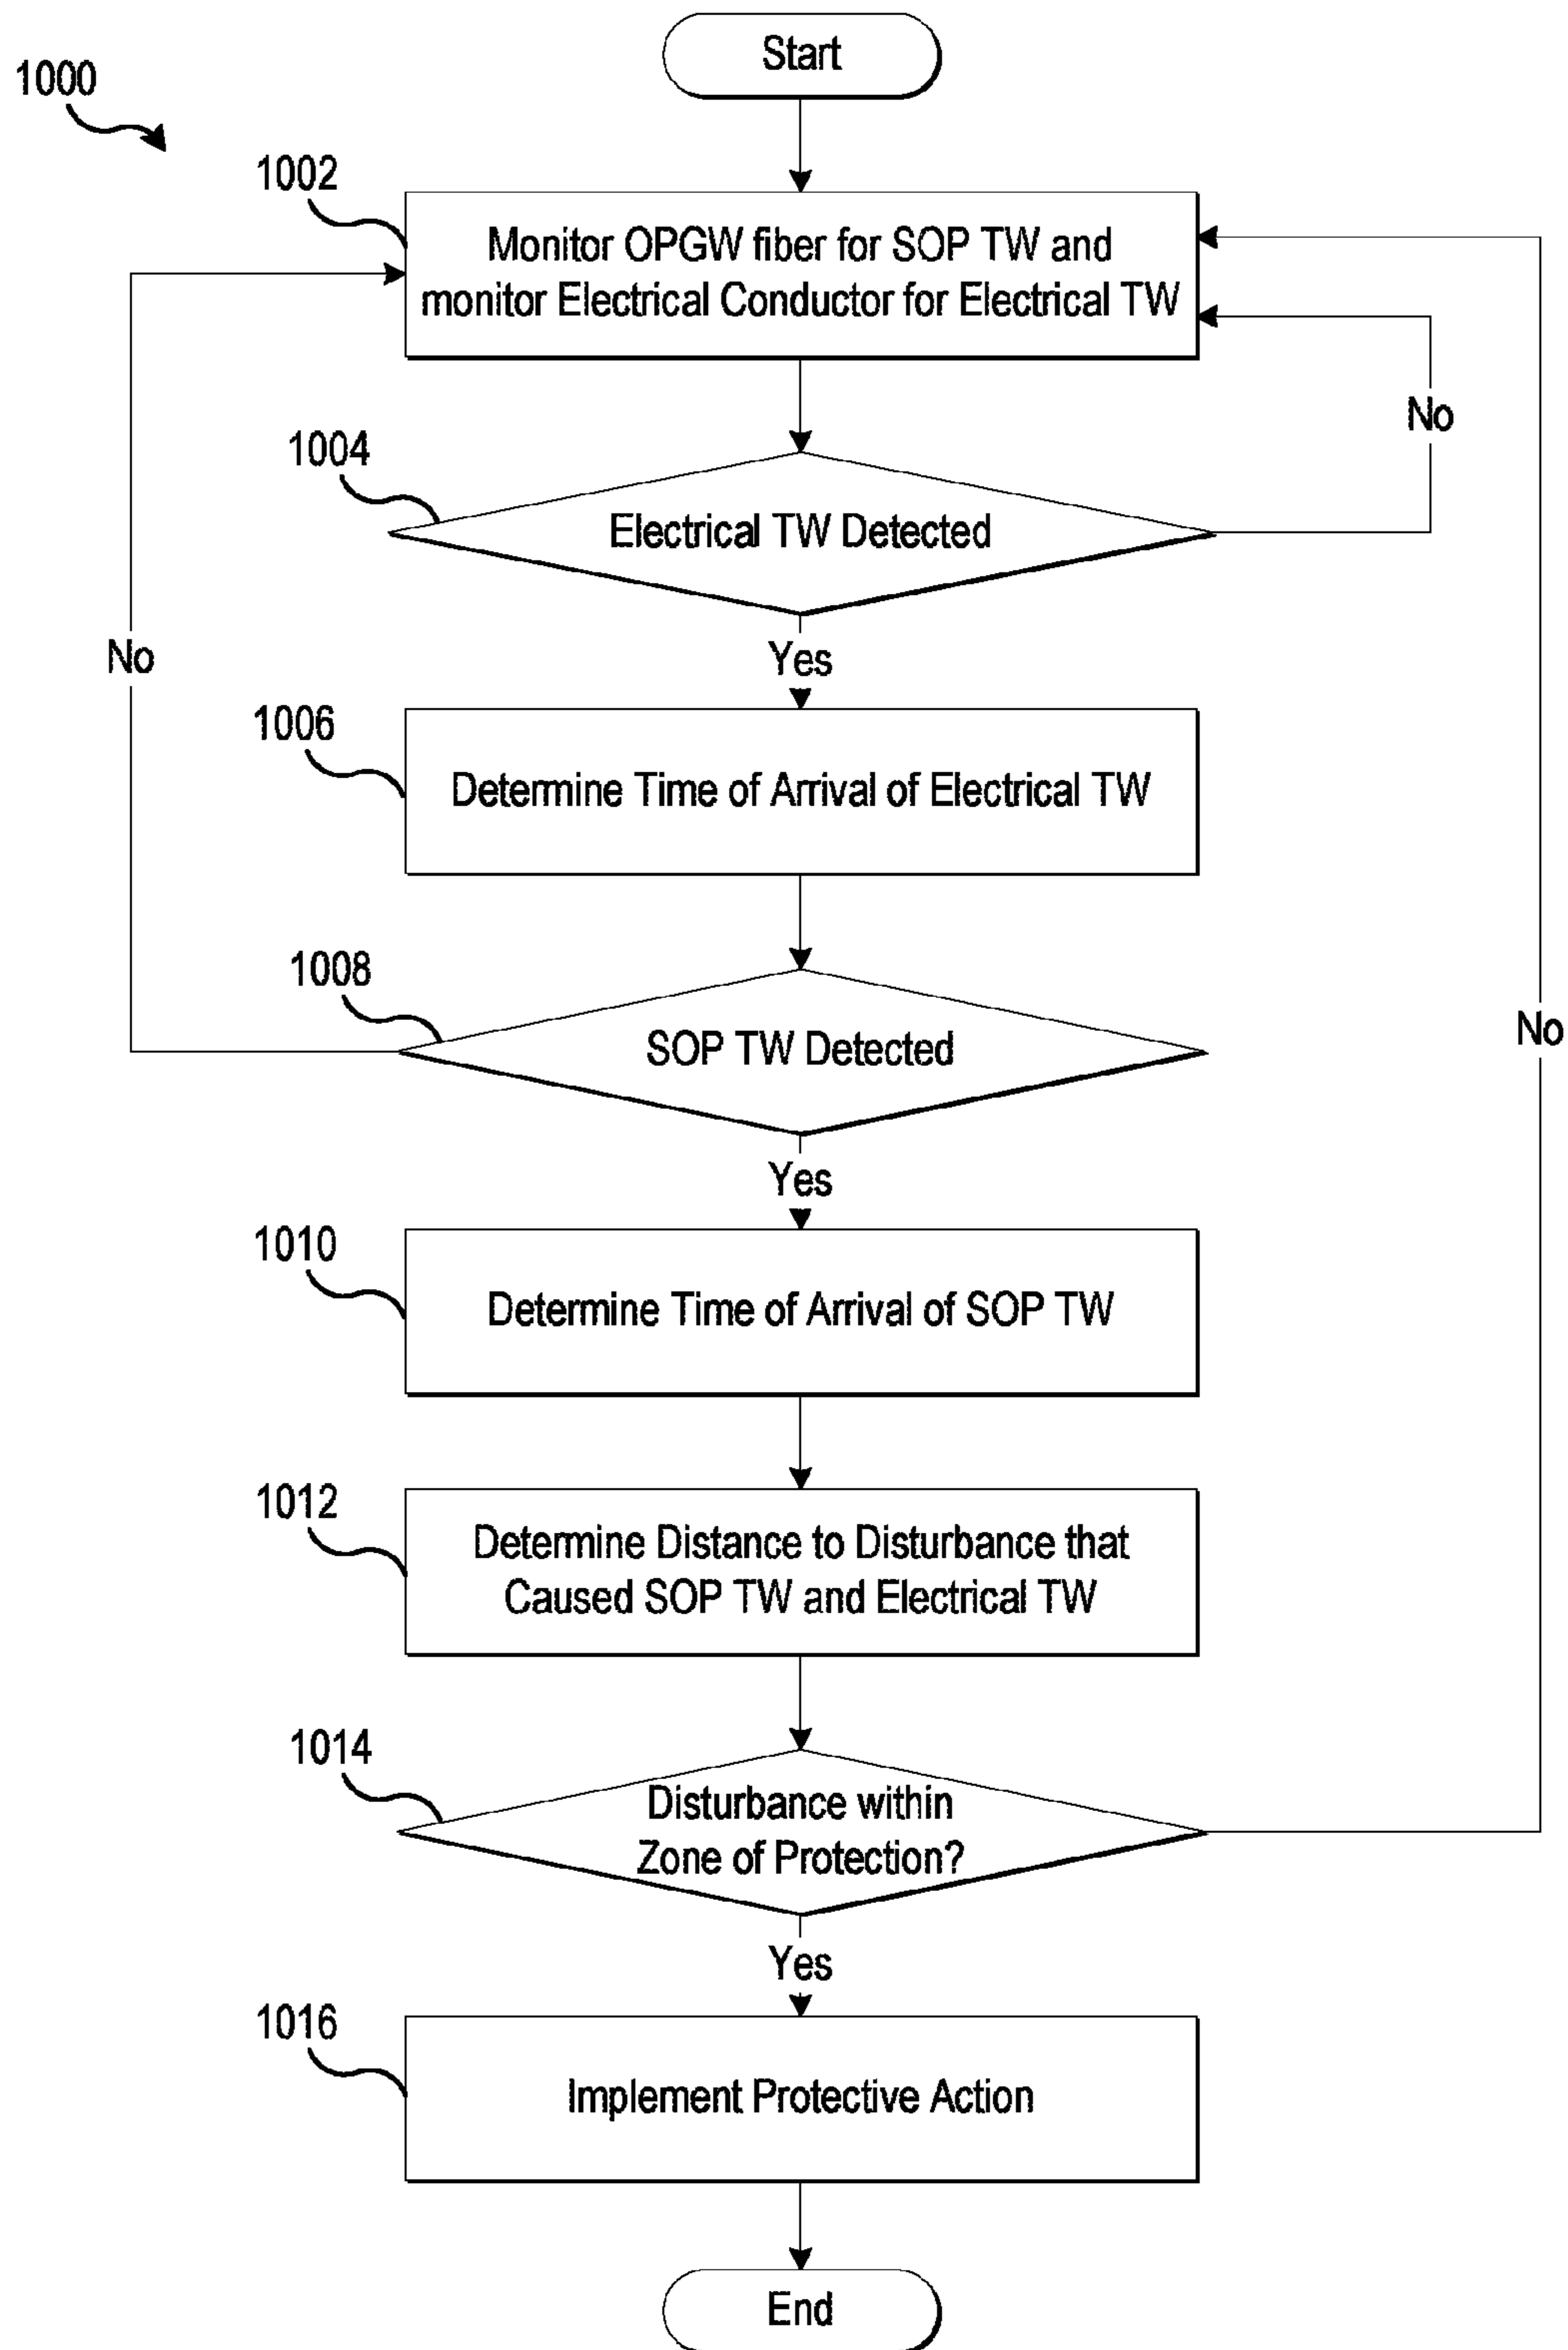 Start
1000
1002
Monitor OPGW fiber for SOP TW and
monitor Electrical Conductor for Electrical TW
No
1004
Electrical TW Detected
No
Yes
1006
Determine Time of Arrival of Electrical TW
1008
SOP TW Detected
No
Yes
1010
Determine Time of Arrival of SOP TW
1012
Determine Distance to Disturbance that
Caused SOP TW and Electrical TW
1014
Disturbance within
Zone of Protection?
Yes
1016
Implement Protective Action
End